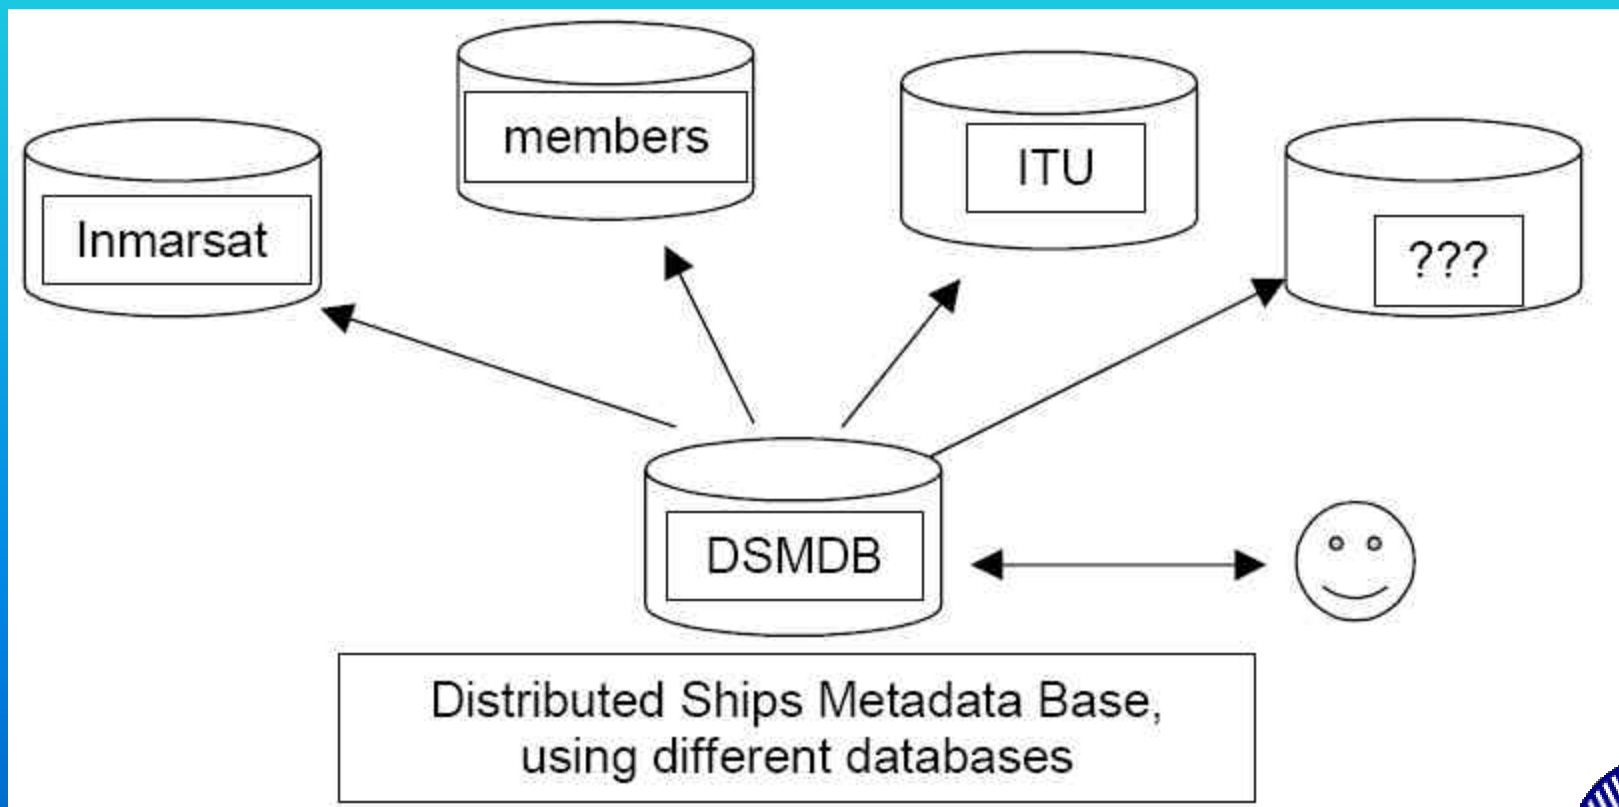 members
ITU
Inmarsat
???
DSMDB
Distributed Ships Metadata Base,
using different databases